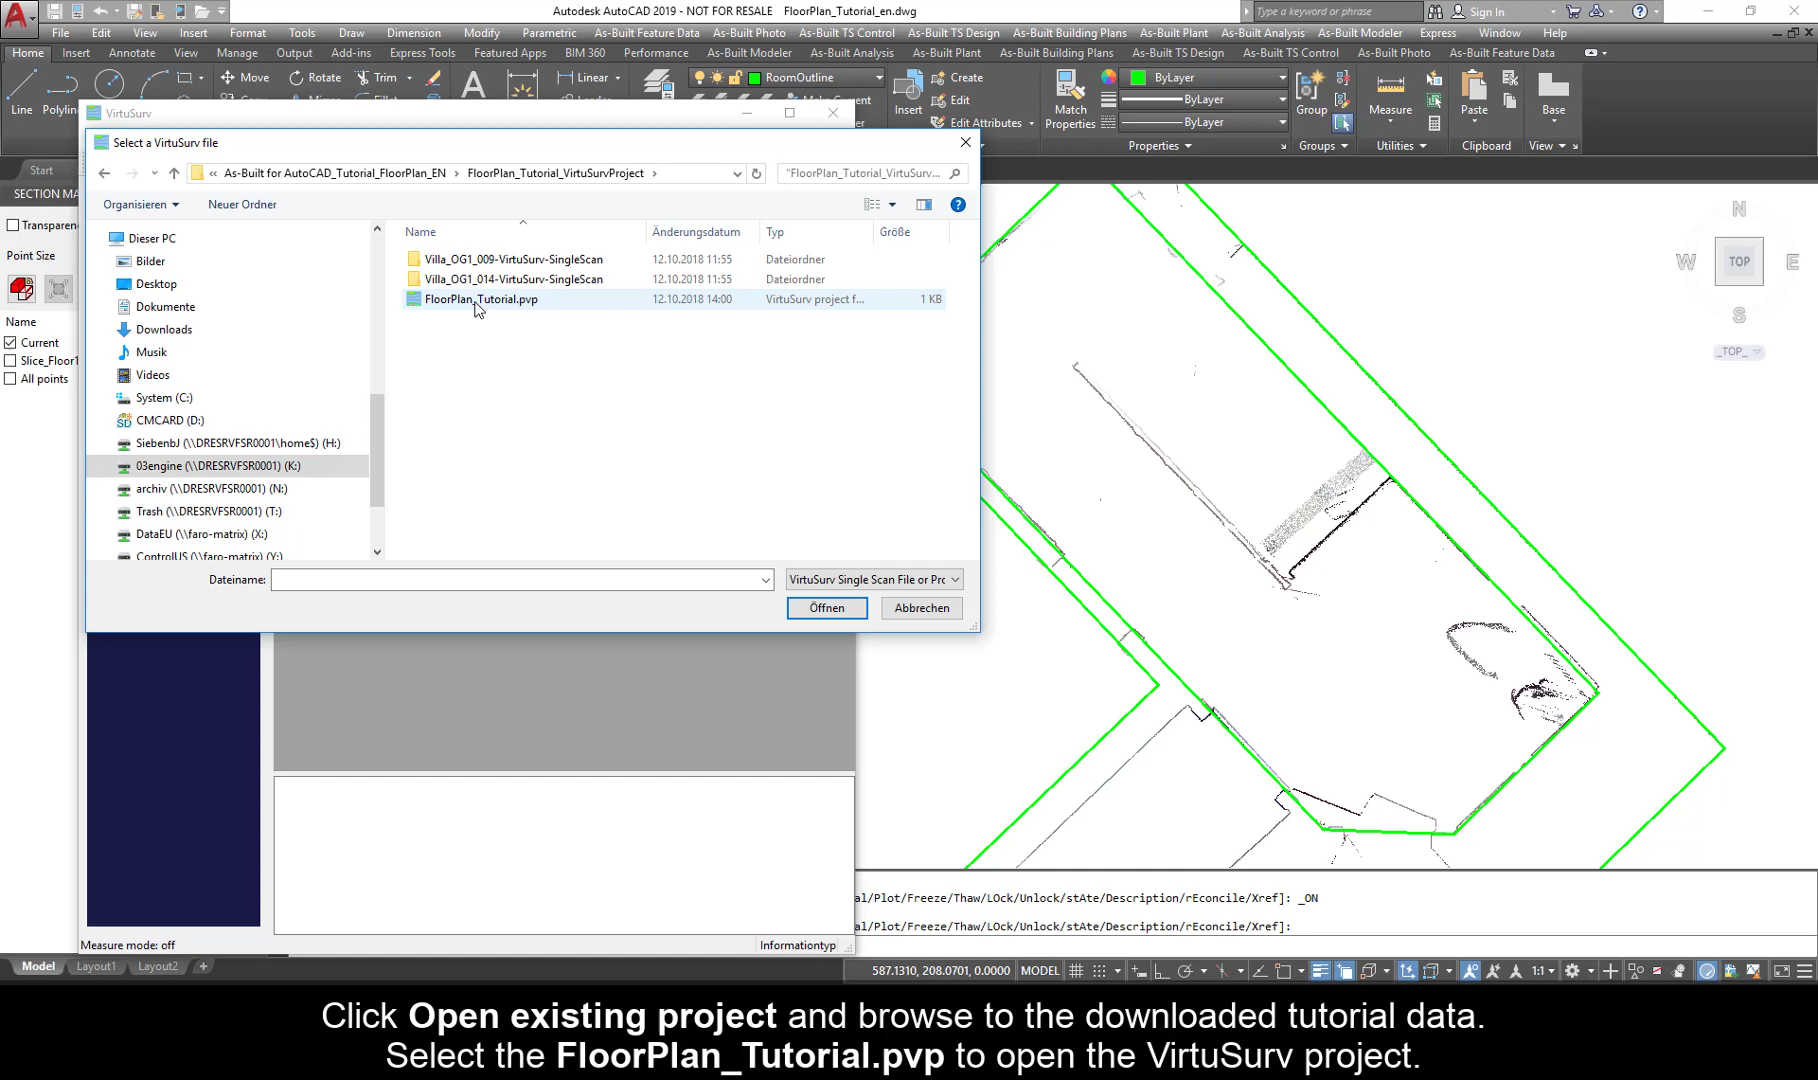 Autodesk AutoCAD 2019 - NOT FOR RESALE FloorPlan_Tutorial_en.dwg
Type a keyword or phrase
Sign In
File Edit View Insert Format Tools Draw Dimension Modify Parametric As-Built Feature Data As-Built Photo As-Built TS Control As-Built TS Design As-Built Building Plans As-Built Plant As-Built Analysis As-Built Modeler Express Window Help
Home Insert Annotate View Manage Output Add-ins Express Tools Featured Apps BIM 360 Performance As-Built Modeler As-Built Analysis As-Built Plant As-Built Building Plans As-Built TS Design As-Built TS Control As-Built Photo As-Built Feature Data
Move Rotate Trim Linear RoomOutline Create ByLayer
Line Polylin Insert Edit Match Properties ByLayer Group Measure Paste Base
Edit Attributes ByLayer
Properties Groups Utilities Clipboard View
VirtuSurv
Select a VirtuSurv file
Start
« As-Built for AutoCAD_Tutorial_FloorPlan_EN › FloorPlan_Tutorial_VirtuSurvProject ›
"FloorPlan_Tutorial_VirtuSurv...
SECTION MA
Organisieren Neuer Ordner
Transparen
Name Änderungsdatum Typ Größe
Dieser PC
Point Size
Villa_OG1_009-VirtuSurv-SingleScan 12.10.2018 11:55 Dateiordner
Bilder
Villa_OG1_014-VirtuSurv-SingleScan 12.10.2018 11:55 Dateiordner
Desktop
FloorPlan_Tutorial.pvp 12.10.2018 14:00 VirtuSurv project f... 1 KB
Dokumente
Name
Downloads
Current
Musik
Slice_Floor1
Videos
All points
System (C:)
CMCARD (D:)
SiebenbJ (\\DRESRVFSR0001\home$) (H:)
03engine (\\DRESRVFSR0001) (K:)
archiv (\\DRESRVFSR0001) (N:)
Trash (\\DRESRVFSR0001) (T:)
DataEU (\\faro-matrix) (X:)
ControlUS (\\faro-matrix) (Y:)
N
W TOP E
S
_TOP_
Dateiname:
VirtuSurv Single Scan File or Prc
Öffnen Abbrechen
al/Plot/Freeze/Thaw/LOck/Unlock/stAte/Description/rEconcile/Xref]: _ON
al/Plot/Freeze/Thaw/LOck/Unlock/stAte/Description/rEconcile/Xref]:
Measure mode: off Informationtyp
Model Layout1 Layout2 +
587.1310, 208.0701, 0.0000 MODEL 1:1
Click Open existing project and browse to the downloaded tutorial data.
Select the FloorPlan_Tutorial.pvp to open the VirtuSurv project.